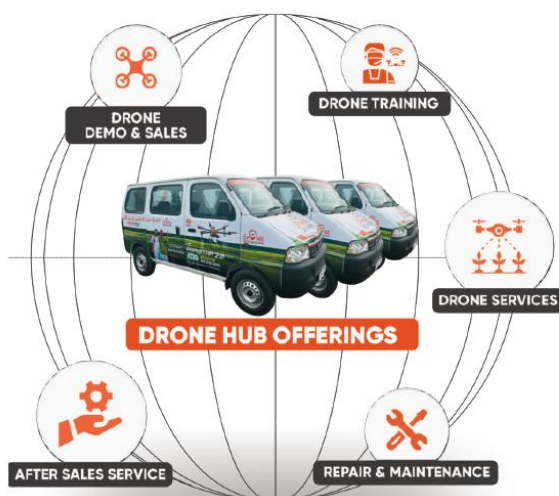 DRONE
DEMO & SALES
DRONE TRAINING
DRONE SERVICES
DRONE HUB OFFERINGS
AFTER SALES SERVICE
REPAIR & MAINTENANCE